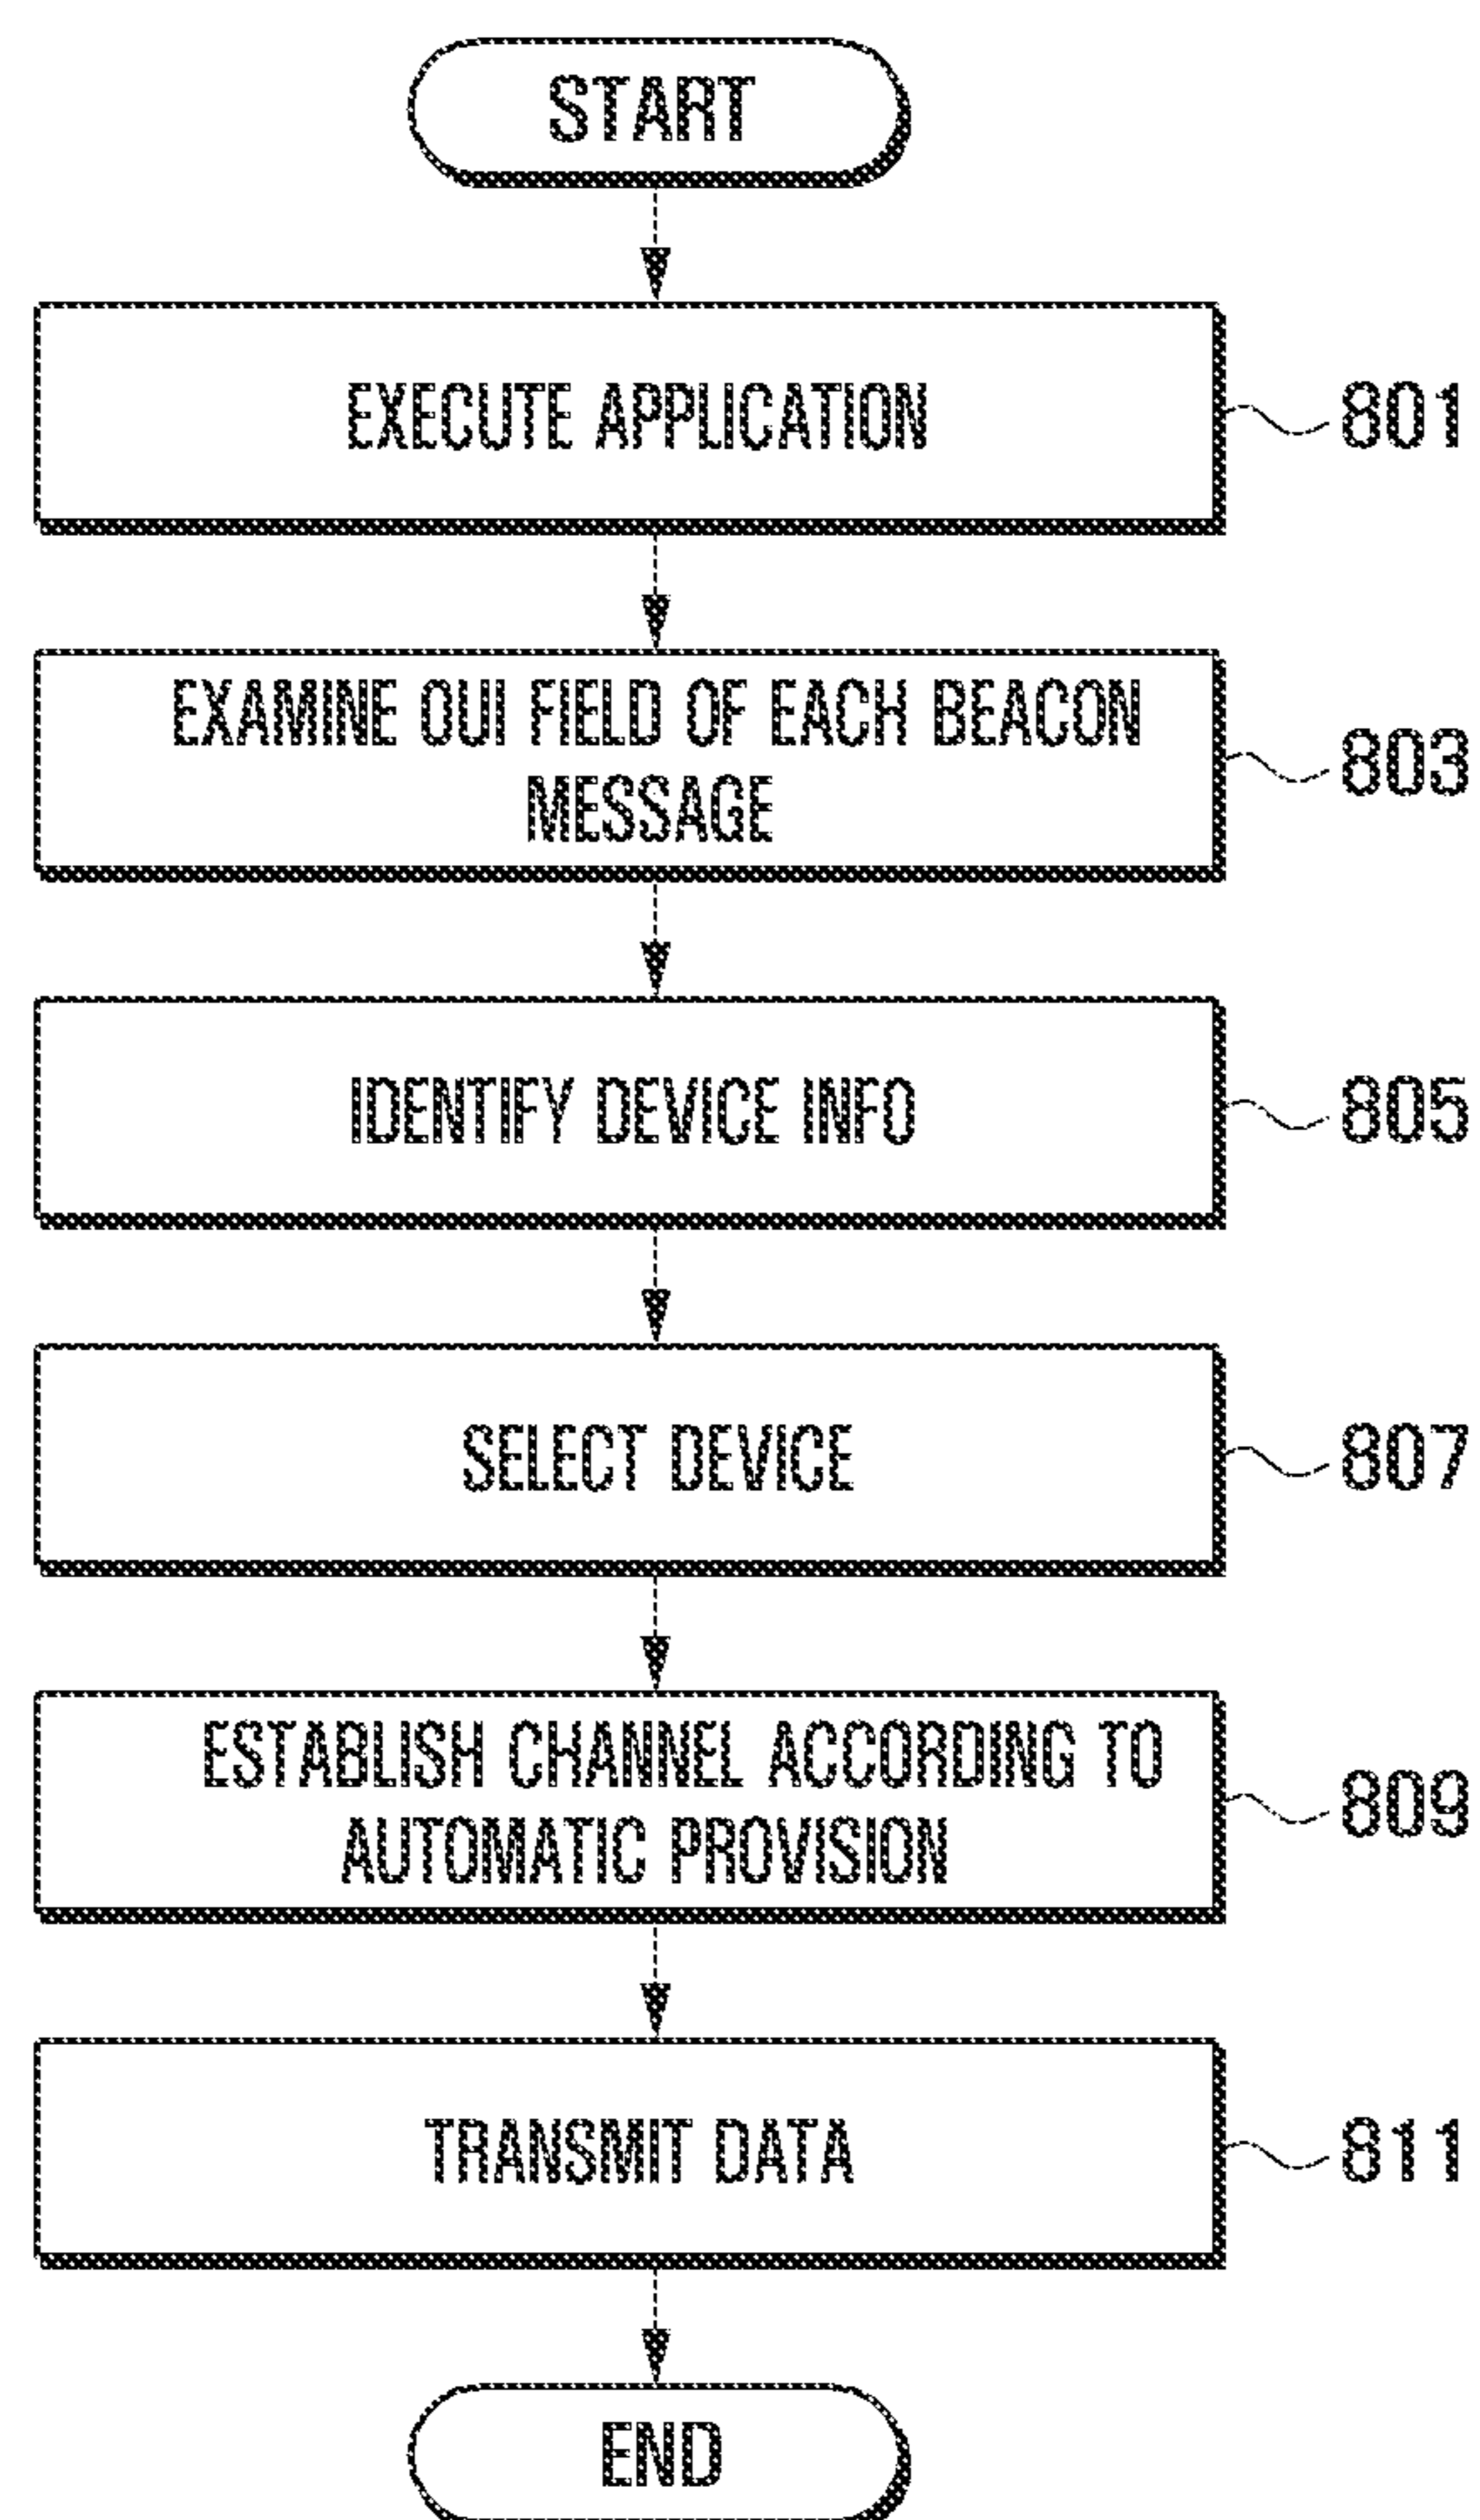 START
EXECUTE APPLICATION
801
EXAMINE OUI FIELD OF EACH BEACON
MESSAGE
803
IDENTIFY DEVICE INFO
805
SELECT DEVICE
807
ESTABLISH CHANNEL ACCORDING TO
AUTOMATIC PROVISION
809
TRANSMIT DATA
811
END